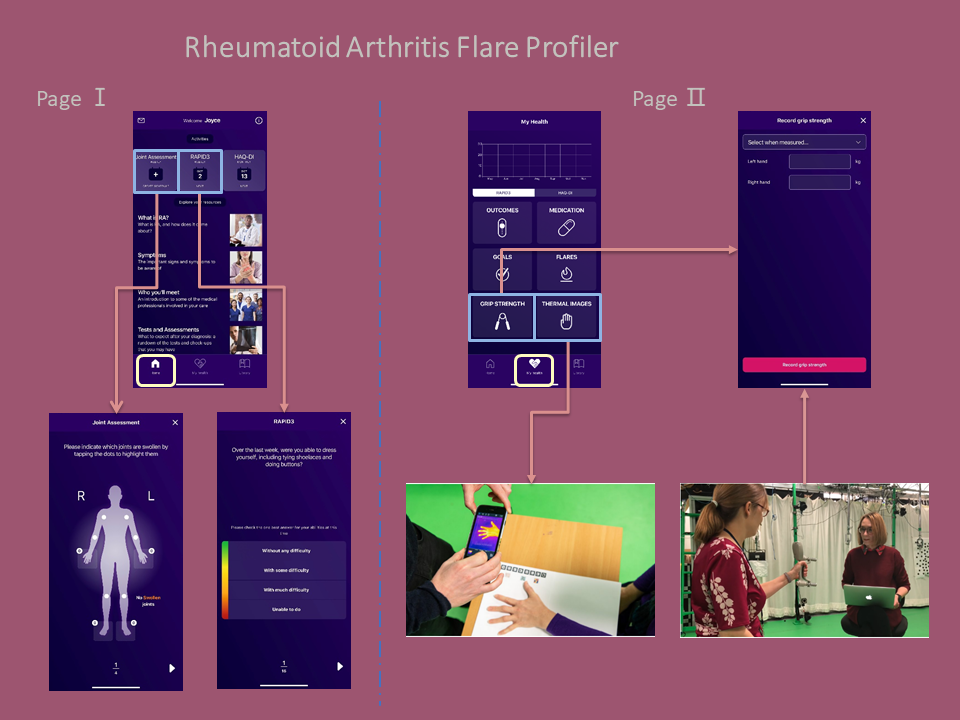 Rheumatoid Arthritis Flare Profiler
Page Ⅰ
Page Ⅱ
Welcome Joyce
Activities
Joint Assessment
RAPID3
HAQ-DI
+
OCT
2
OCT
13
Explore your resources
What is RA?
What is RA, and how does it come
about?
Symptoms
The important signs and symptoms to
be aware of
Who you'll meet
An introduction to some of the medical
professionals involved in your care
Tests and Assessments
What to expect after your diagnosis: a
rundown of the tests and check-ups
that you may have
Home
My Health
Library
Joint Assessment
Please indicate which joints are swollen by
tapping the dots to highlight them
R
L
No Swollen
joints
1
4
RAPID3
Over the last week, were you able to dress
yourself, including tying shoelaces and
doing buttons?
Please check the one best answer for your abilities at this
time
Without any difficulty
With some difficulty
With much difficulty
Unable to do
1
My Health
RAPID3
HAQ-DI
OUTCOMES
MEDICATION
GOALS
FLARES
GRIP STRENGTH
THERMAL IMAGES
Home
My Health
Library
Record grip strength
Select when measured...
Left hand
kg
Right hand
kg
Record grip strength